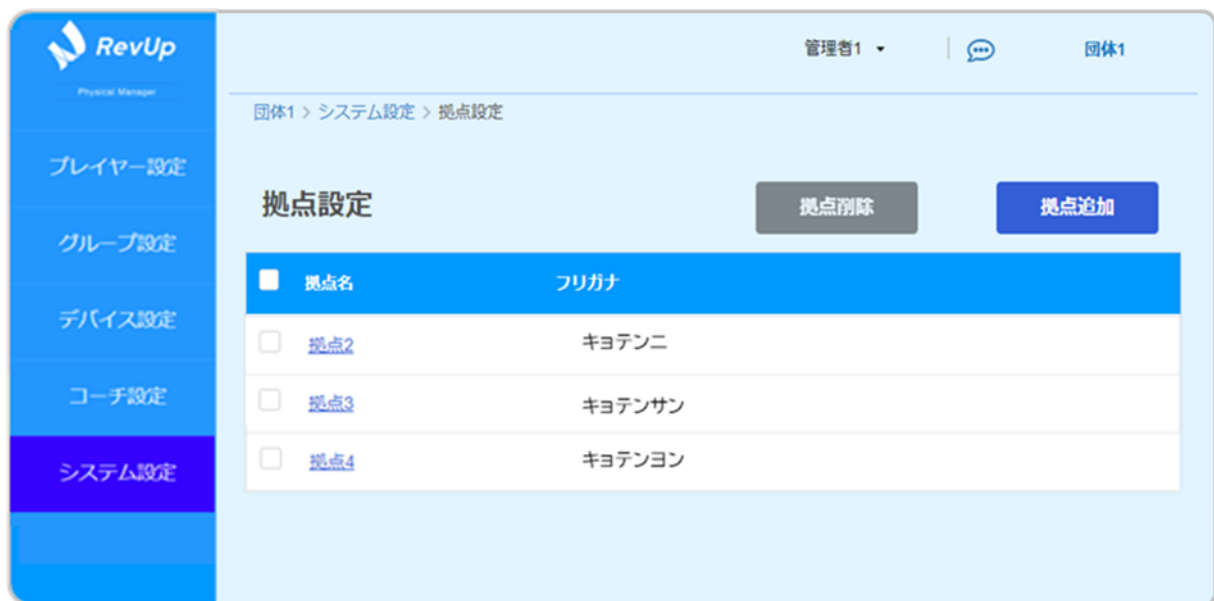 RevUp
Physical Manager
管理者1
団体1
団体1 > システム設定 > 拠点設定
プレイヤー設定
グループ設定
デバイス設定
コーチ設定
システム設定
拠点設定
拠点削除
拠点追加
拠点名 フリガナ
拠点2 キョテンニ
拠点3 キョテンサン
拠点4 キョテンヨン